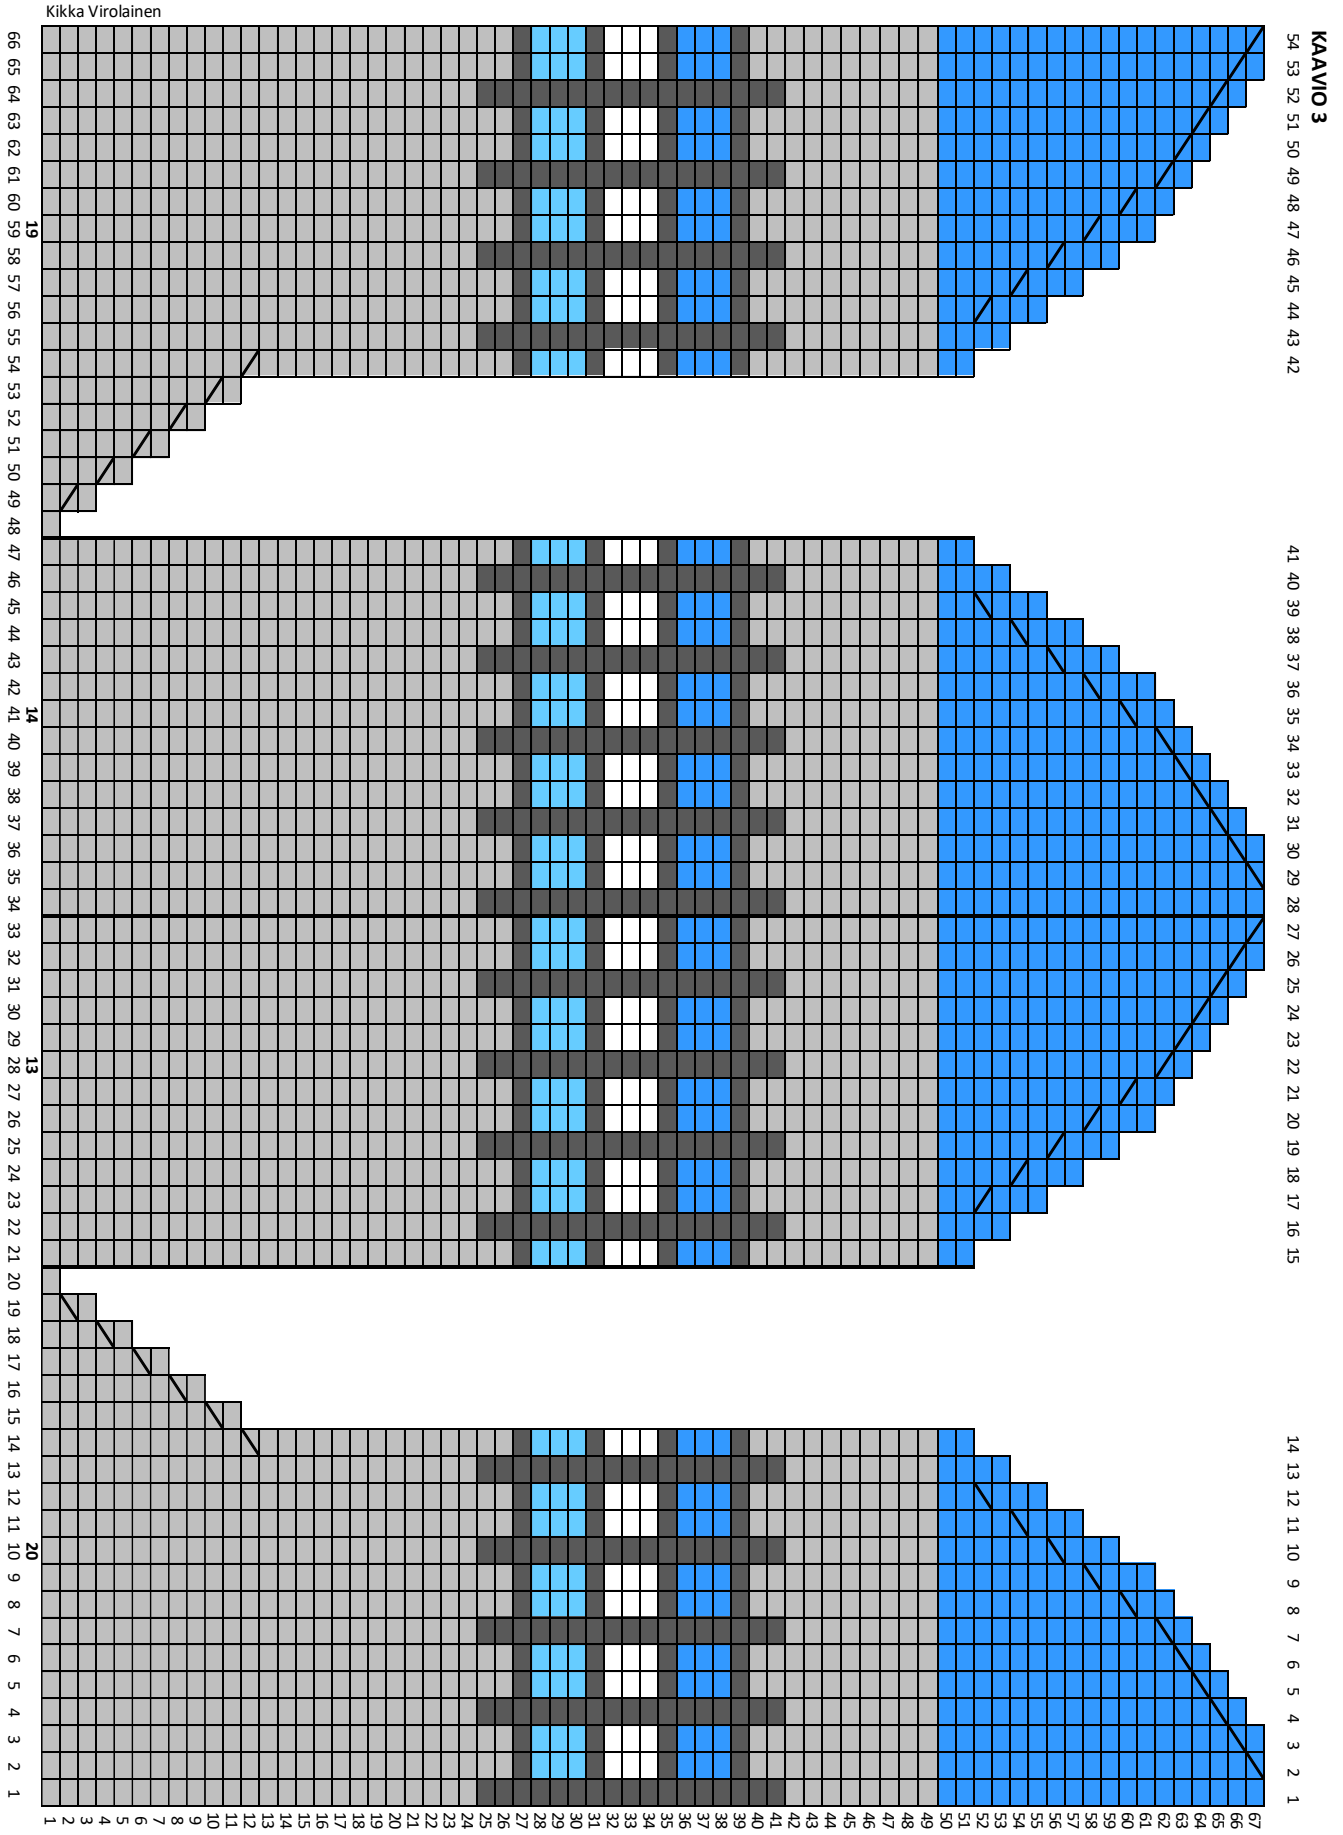 Kikka Virolainen
KAAVIO 3
54 53 52 51 50 49 48 47 46 45 44 43 42 41 40 39 38 37 36 35 34 33 32 31 30 29 28 27 26 25 24 23 22 21 20 19 18 17 16 15 14 13 12 11 10 9 8 7 6 5 4 3 2 1
19 14 13 20
66 65 64 63 62 61 60 59 58 57 56 55 54 53 52 51 50 49 48 47 46 45 44 43 42 41 40 39 38 37 36 35 34 33 32 31 30 29 28 27 26 25 24 23 22 21 20 19 18 17 16 15 14 13 12 11 10 9 8 7 6 5 4 3 2 1
1 2 3 4 5 6 7 8 9 10 11 12 13 14 15 16 17 18 19 20 21 22 23 24 25 26 27 28 29 30 31 32 33 34 35 36 37 38 39 40 41 42 43 44 45 46 47 48 49 50 51 52 53 54 55 56 57 58 59 60 61 62 63 64 65 66 67